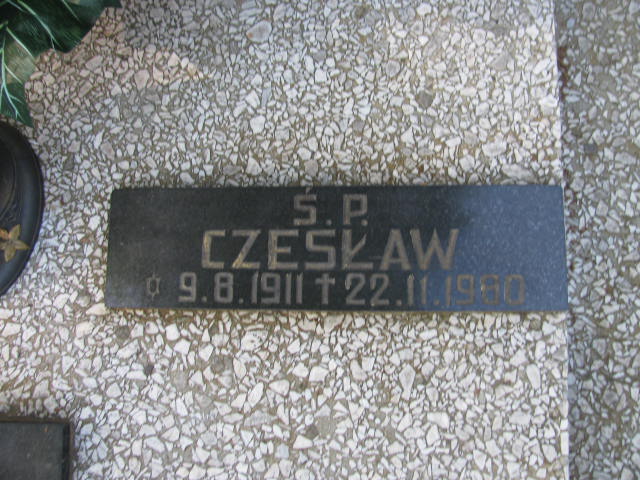 Ś. P.
CZESŁAW
✡ 9.8.1911 † 22.11.1980